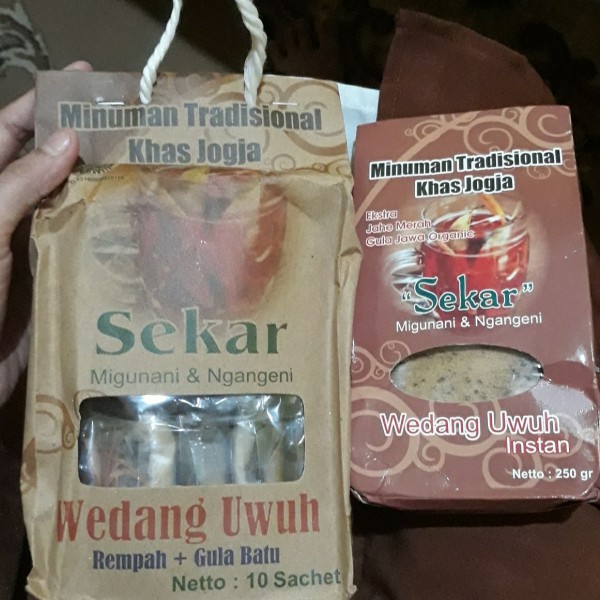 Minuman Tradisional
Khas Jogja
Sekar
Migunani & Ngangeni
Wedang Uwuh
Rempah + Gula Batu
Netto : 10 Sachet
Minuman Tradisional
Khas Jogja
Ekstra
Jahe Merah
Gula Jawa Organic
"Sekar"
Migunani & Ngangeni
Wedang Uwuh
Instan
Netto : 250 gr